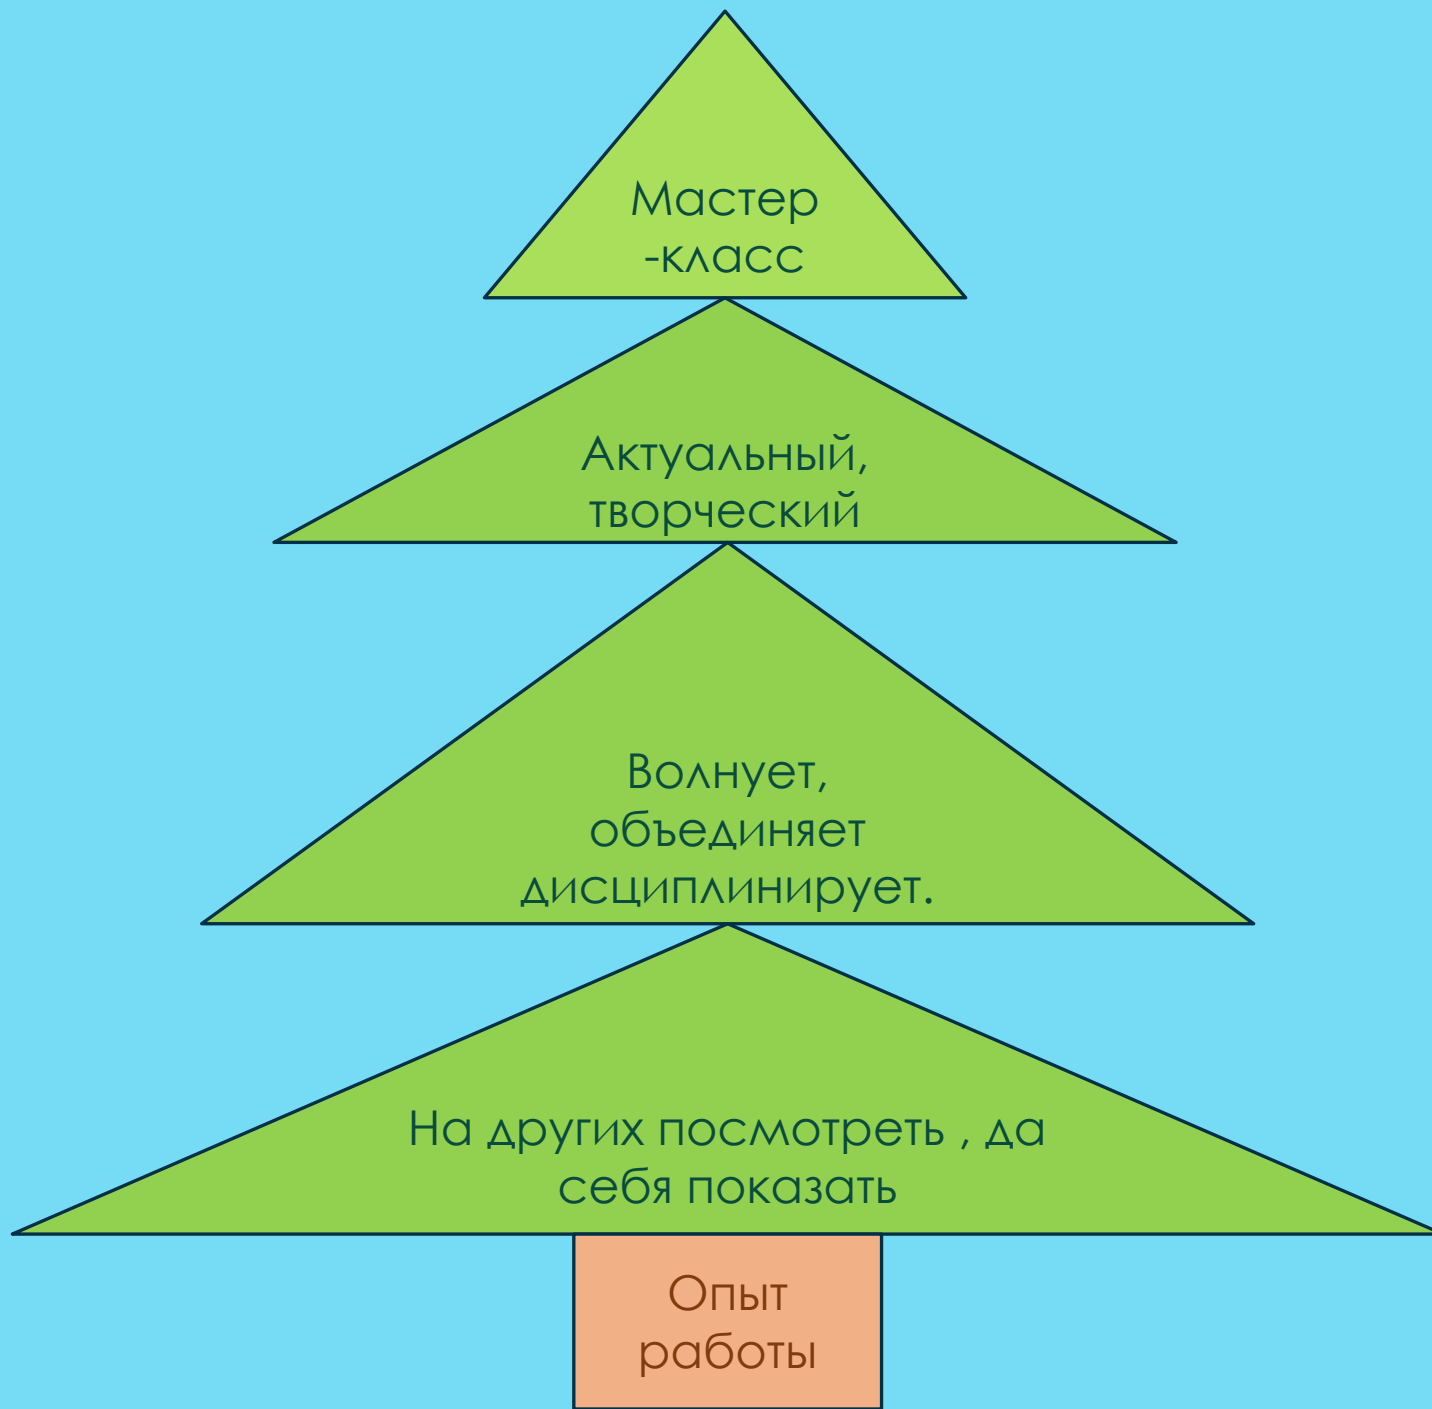 Мастер
-класс
Актуальный,
творческий
Волнует,
объединяет
дисциплинирует.
На других посмотреть , да
себя показать
Опыт
работы